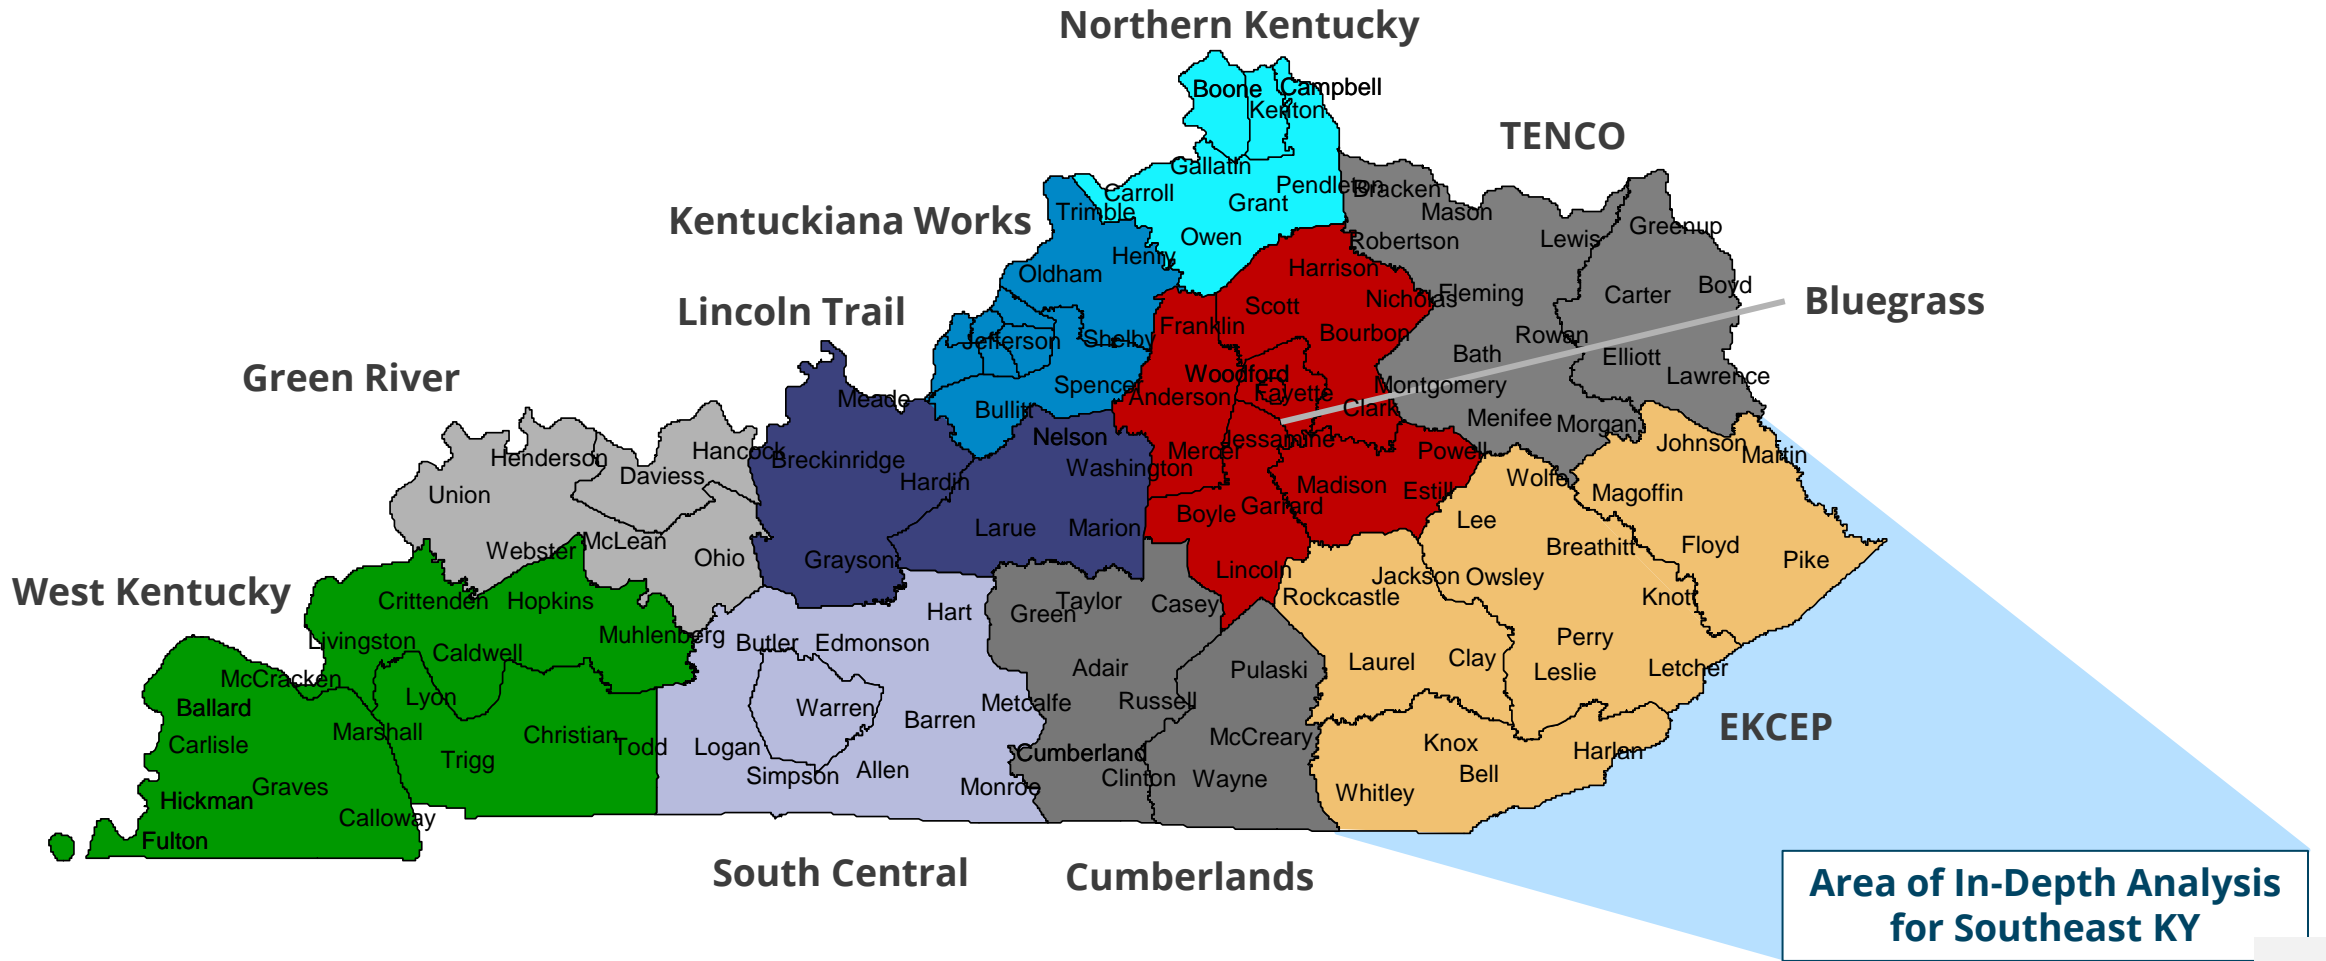 Northern Kentucky
Boone
Campbell
Kenton
TENCO
Gallatin
Pendleton
Bracken
Carroll
Grant
Mason
Trimble
Kentuckiana Works
Owen
Robertson
Lewis
Greenup
Henry
Oldham
Harrison
Boyd
Carter
Fleming
Nicholas
Bluegrass
Scott
Lincoln Trail
Franklin
Bourbon
Rowan
Jefferson
Shelby
Bath
Elliott
Green River
Woodford
Lawrence
Spencer
Montgomery
Fayette
Anderson
Meade
Bullitt
Clark
Menifee
Morgan
Nelson
Jessamine
Johnson
Hancock
Mercer
Powell
Martin
Henderson
Breckinridge
Washington
Daviess
Hardin
Wolfe
Madison
Estill
Magoffin
Union
Garrard
Boyle
Lee
Larue
Marion
McLean
Webster
Breathitt
Floyd
Ohio
Grayson
Pike
Lincoln
Jackson
Owsley
West Kentucky
Crittenden
Hopkins
Taylor
Casey
Rockcastle
Knott
Hart
Green
Livingston
Muhlenberg
Butler
Edmonson
Perry
Caldwell
Laurel
Clay
Adair
Pulaski
Leslie
Letcher
McCracken
Lyon
Metcalfe
Russell
Ballard
Warren
Barren
EKCEP
Marshall
Christian
McCreary
Carlisle
Todd
Logan
Cumberland
Knox
Harlan
Trigg
Simpson
Allen
Clinton
Wayne
Bell
Graves
Monroe
Whitley
Hickman
Calloway
Fulton
South Central
Cumberlands
Area of In-Depth Analysis
for Southeast KY